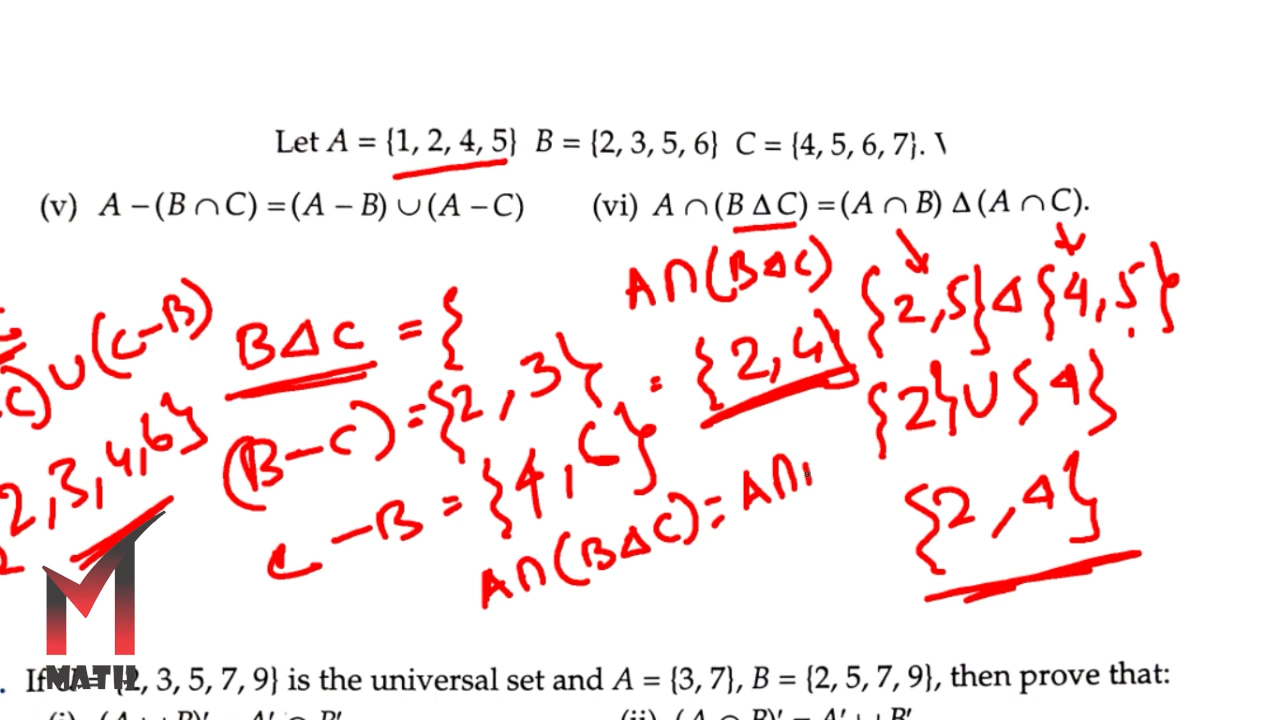 Let A = {1, 2, 4, 5} B = {2, 3, 5, 6} C = {4, 5, 6, 7}. \
(v) A − (B ∩ C) = (A − B) ∪ (A − C) (vi) A ∩ (B Δ C) = (A ∩ B) Δ (A ∩ C).
A∩(BΔC) {2,5} Δ {4,5}
C) ∪ (C−B) BΔC = {
= {2,4} {2} ∪ {4}
(B−C) = {2,3}
2,3,4,6}
C−B = {4,6}
{2,4}
A∩(BΔC) = A∩
MATH
. If = {2, 3, 5, 7, 9} is the universal set and A = {3, 7}, B = {2, 5, 7, 9}, then prove that: